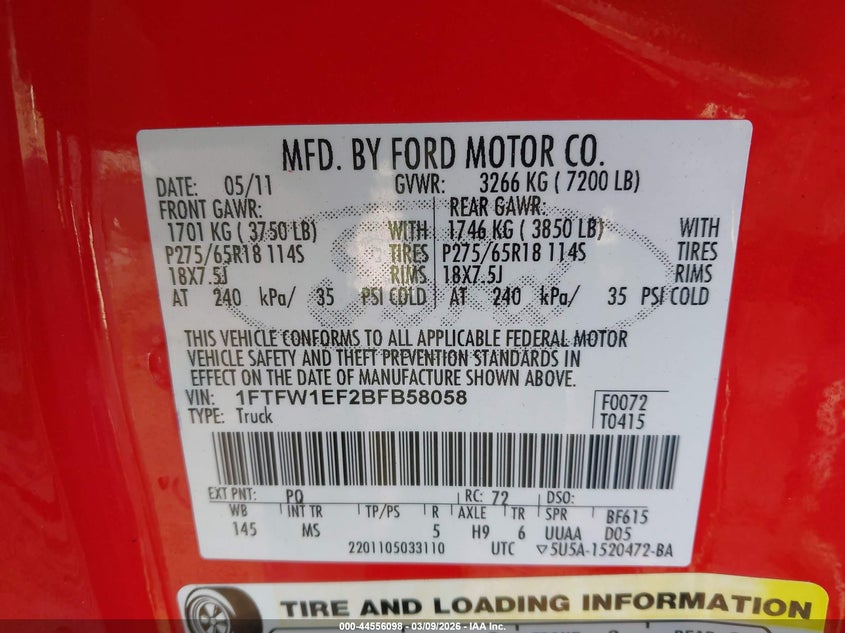 MFD. BY FORD MOTOR CO.
DATE: 05/11 GVWR: 3266 KG ( 7200 LB)
FRONT GAWR: REAR GAWR:
1701 KG ( 3750 LB) WITH 1746 KG ( 3850 LB) WITH
P275/65R18 114S TIRES P275/65R18 114S TIRES
18X7.5J RIMS 18X7.5J RIMS
AT 240 kPa/ 35 PSI COLD AT 240 kPa/ 35 PSI COLD
THIS VEHICLE CONFORMS TO ALL APPLICABLE FEDERAL MOTOR
VEHICLE SAFETY AND THEFT PREVENTION STANDARDS IN
EFFECT ON THE DATE OF MANUFACTURE SHOWN ABOVE.
VIN: 1FTFW1EF2BFB58058 F0072
TYPE: Truck T0415
EXT PNT: PQ RC: 72 DSO:
WB INT TR TP/PS R AXLE TR SPR BF615
145 MS 5 H9 6 UUAA D05
2201105033110 UTC ▽5U5A-1520472-BA
TIRE AND LOADING INFORMATION
000-44556098 - 03/09/2026 - IAA Inc.